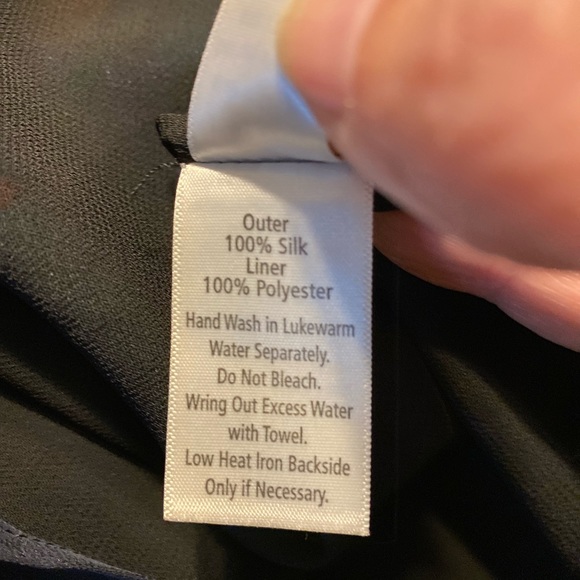 Outer
100% Silk
Liner
100% Polyester
Hand Wash in Lukewarm
Water Separately.
Do Not Bleach.
Wring Out Excess Water
with Towel.
Low Heat Iron Backside
Only if Necessary.